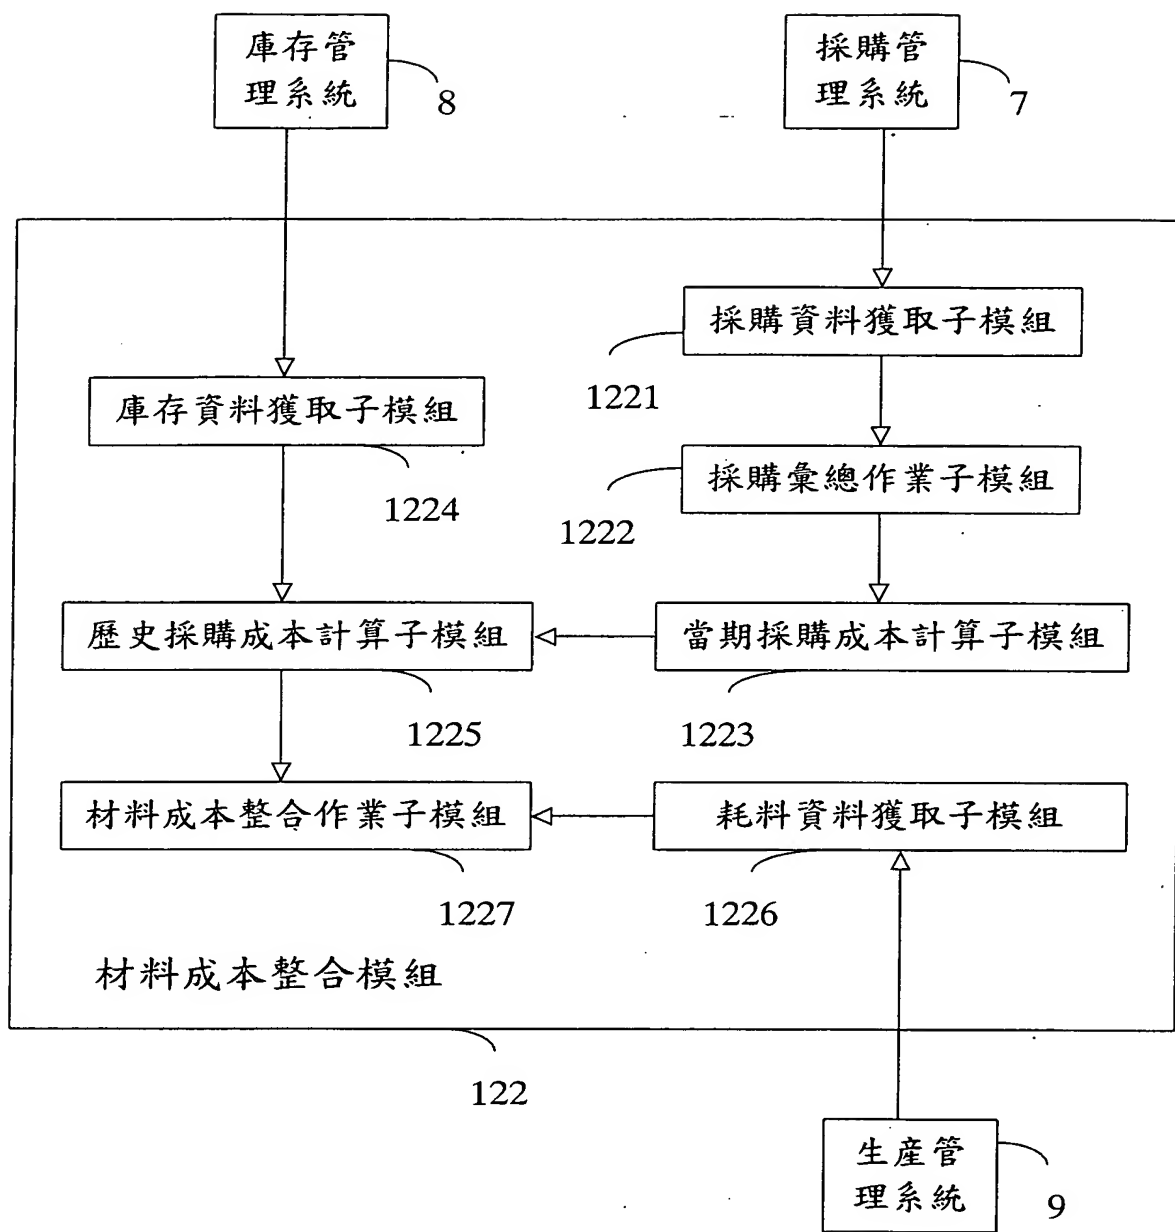 庫存管
理系統
8
採購管
理系統
7
採購資料獲取子模組
1221
庫存資料獲取子模組
1224
採購彙總作業子模組
1222
歷史採購成本計算子模組
1225
當期採購成本計算子模組
1223
材料成本整合作業子模組
1227
耗料資料獲取子模組
1226
材料成本整合模組
122
生產管
理系統
9